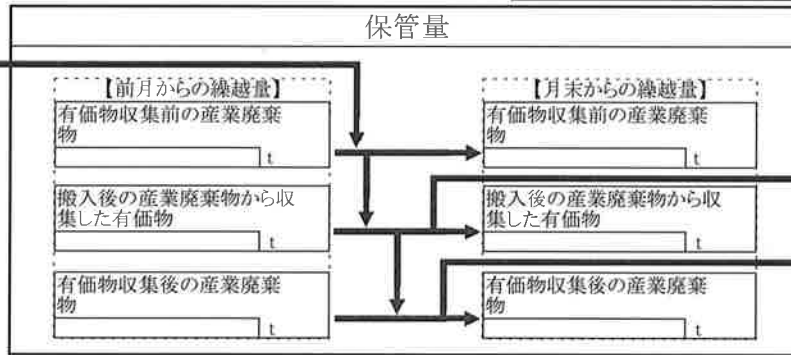 保管量
【前月からの繰越量】
有価物収集前の産業廃棄
物
t
搬入後の産業廃棄物から収
集した有価物
t
有価物収集後の産業廃棄
物
t
【月末からの繰越量】
有価物収集前の産業廃棄
物
t
搬入後の産業廃棄物から収
集した有価物
t
有価物収集後の産業廃棄
物
t